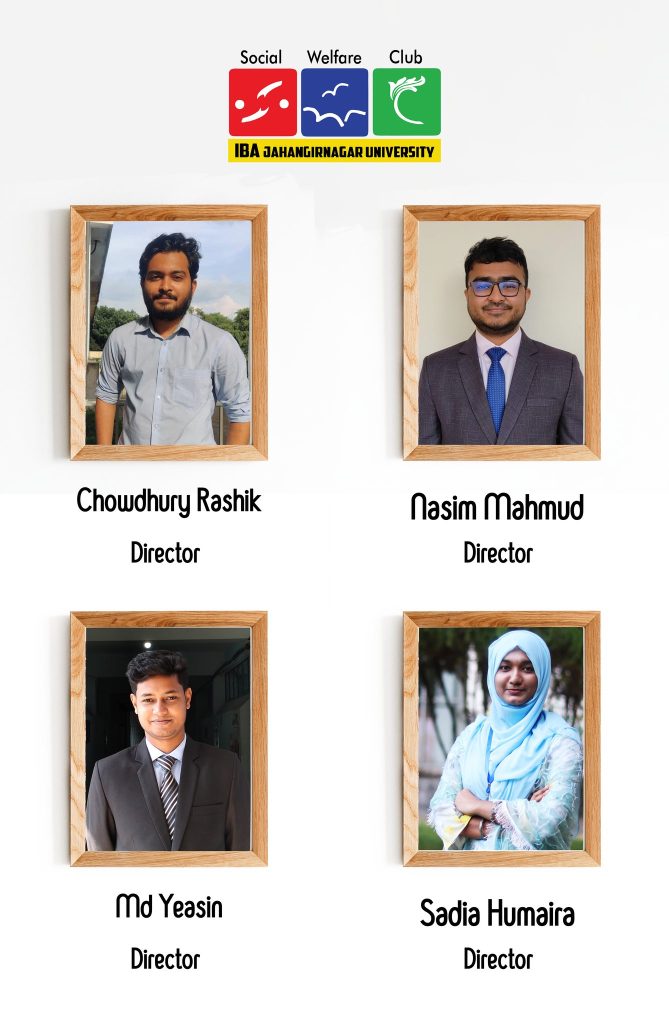 Social Welfare Club
IBA JAHANGIRNAGAR UNIVERSITY
Chowdhury Rashik
Nasim Mahmud
Director
Director
Md Yeasin
Sadia Humaira
Director
Director